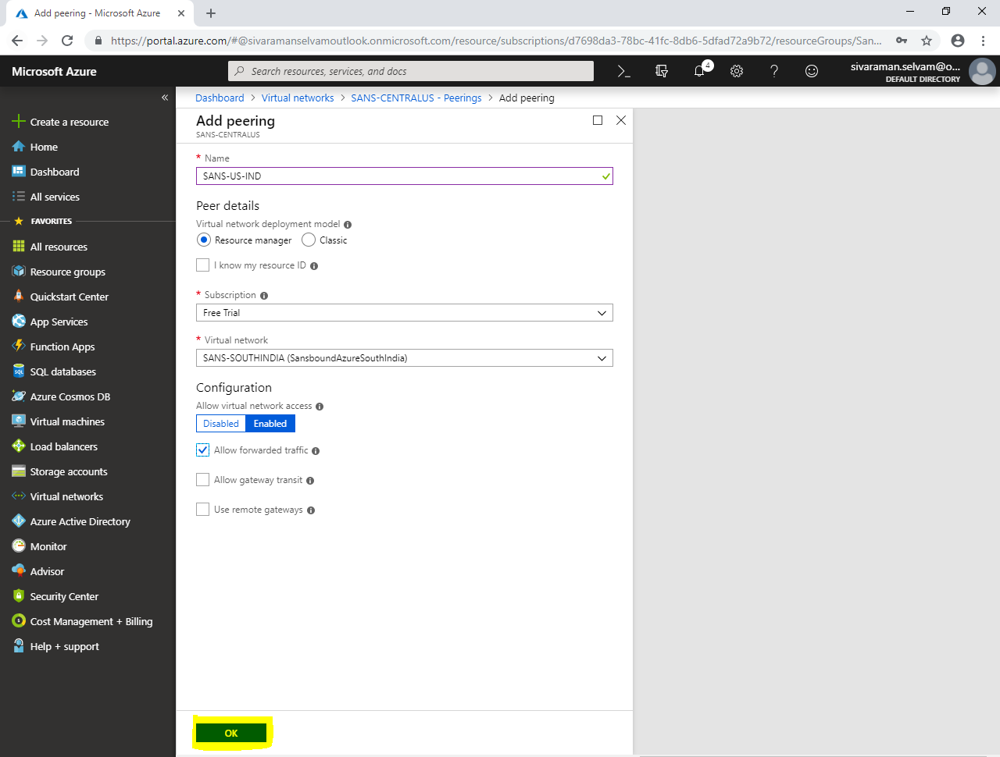 Add peering - Microsoft Azure
https://portal.azure.com/#@sivaramanselvamoutlook.onmicrosoft.com/resource/subscriptions/d7698da3-78bc-41fc-8db6-5dfad72a9b72/resourceGroups/San...
Microsoft Azure
Search resources, services, and docs
4
sivaraman.selvam@o...
DEFAULT DIRECTORY
Dashboard > Virtual networks > SANS-CENTRALUS - Peerings > Add peering
Create a resource
Home
Dashboard
All services
FAVORITES
All resources
Resource groups
Quickstart Center
App Services
Function Apps
SQL databases
Azure Cosmos DB
Virtual machines
Load balancers
Storage accounts
Virtual networks
Azure Active Directory
Monitor
Advisor
Security Center
Cost Management + Billing
Help + support
Add peering
SANS-CENTRALUS
* Name
SANS-US-IND
Peer details
Virtual network deployment model
Resource manager Classic
I know my resource ID
* Subscription
Free Trial
* Virtual network
SANS-SOUTHINDIA (SansboundAzureSouthIndia)
Configuration
Allow virtual network access
Disabled Enabled
Allow forwarded traffic
Allow gateway transit
Use remote gateways
OK